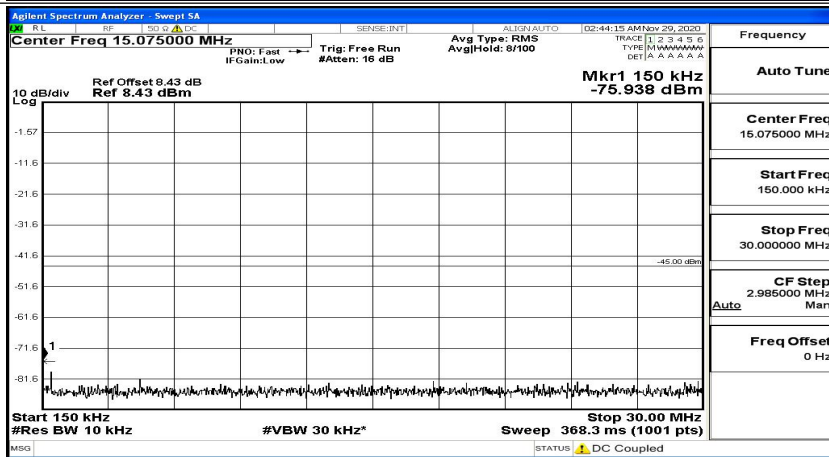 Agilent Spectrum Analyzer - Swept SA
LXI RL RF 50 Ω DC SENSE:INT ALIGN AUTO 02:44:15 AM Nov 29, 2020
Center Freq 15.075000 MHz
PNO: Fast
IFGain:Low
Trig: Free Run
#Atten: 16 dB
Avg Type: RMS
Avg|Hold: 8/100
TRACE 1 2 3 4 5 6
TYPE M WWWWW
DET A A A A A A
Ref Offset 8.43 dB
Ref 8.43 dBm
10 dB/div
Log
Mkr1 150 kHz
-75.938 dBm
-1.57
-11.6
-21.6
-31.6
-41.6
-45.00 dBm
-51.6
-61.6
-71.6
1
-81.6
Start 150 kHz
Stop 30.00 MHz
#Res BW 10 kHz
#VBW 30 kHz*
Sweep 368.3 ms (1001 pts)
MSG
STATUS DC Coupled
Frequency
Auto Tune
Center Freq
15.075000 MHz
Start Freq
150.000 kHz
Stop Freq
30.000000 MHz
CF Step
2.985000 MHz
Auto Man
Freq Offset
0 Hz